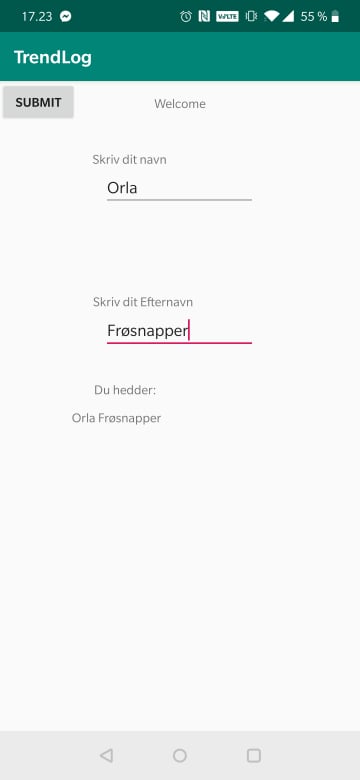 17.23 VoLTE 55 %
TrendLog
SUBMIT Welcome
Skriv dit navn
Orla
Skriv dit Efternavn
Frøsnapper
Du hedder:
Orla Frøsnapper